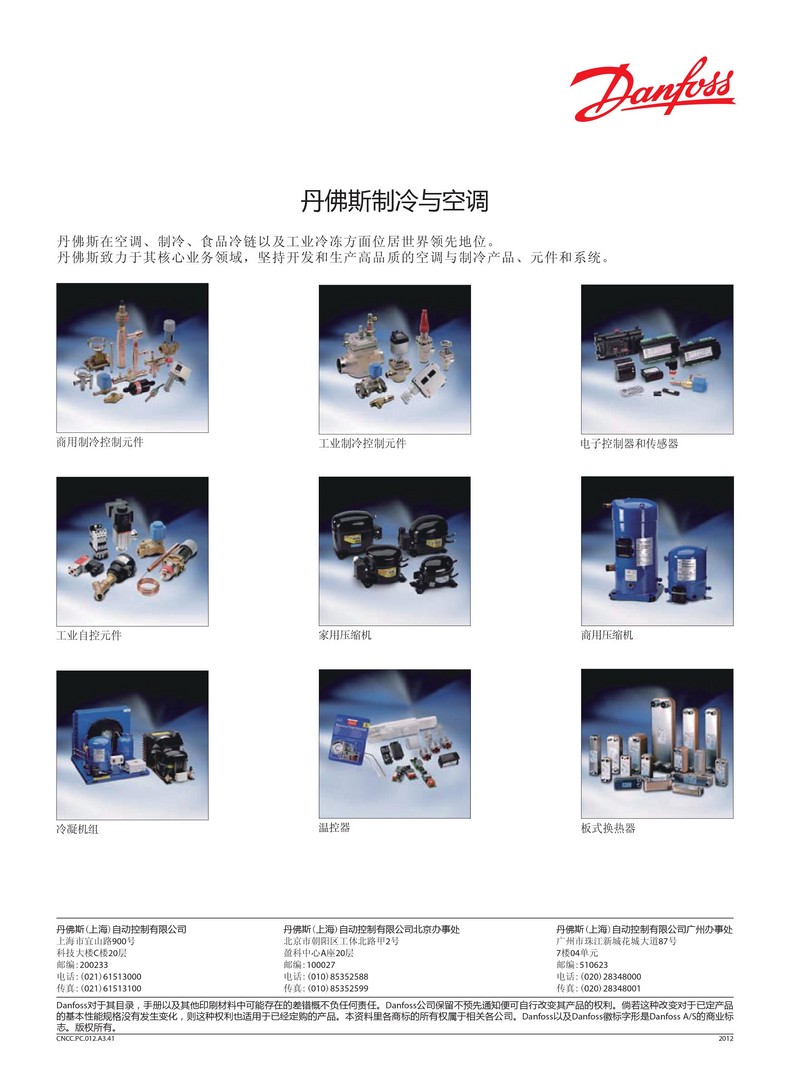 Danfoss
丹佛斯制冷与空调
丹佛斯在空调、制冷、食品冷链以及工业冷冻方面位居世界领先地位。
丹佛斯致力于其核心业务领域，坚持开发和生产高品质的空调与制冷产品、元件和系统。
商用制冷控制元件
工业制冷控制元件
电子控制器和传感器
工业自控元件
家用压缩机
商用压缩机
冷凝机组
温控器
板式换热器
丹佛斯(上海)自动控制有限公司
上海市宜山路900号
科技大楼C楼20层
邮编:200233
电话:(021)61513000
传真:(021)61513100
丹佛斯(上海)自动控制有限公司北京办事处
北京市朝阳区工体北路甲2号
盈科中心A座20层
邮编:100027
电话:(010)85352588
传真:(010)85352599
丹佛斯(上海)自动控制有限公司广州办事处
广州市珠江新城花城大道87号
7楼04单元
邮编:510623
电话:(020)28348000
传真:(020)28348001
Danfoss对于其目录，手册以及其他印刷材料中可能存在的差错概不负任何责任。Danfoss公司保留不预先通知便可自行改变其产品的权利。倘若这种改变对于已定产品
的基本性能规格没有发生变化，则这种权利也适用于已经定购的产品。本资料里各商标的所有权属于相关各公司。Danfoss以及Danfoss徽标字形是Danfoss A/S的商业标
志。版权所有。
CNCC.PC.012.A3.41
2012